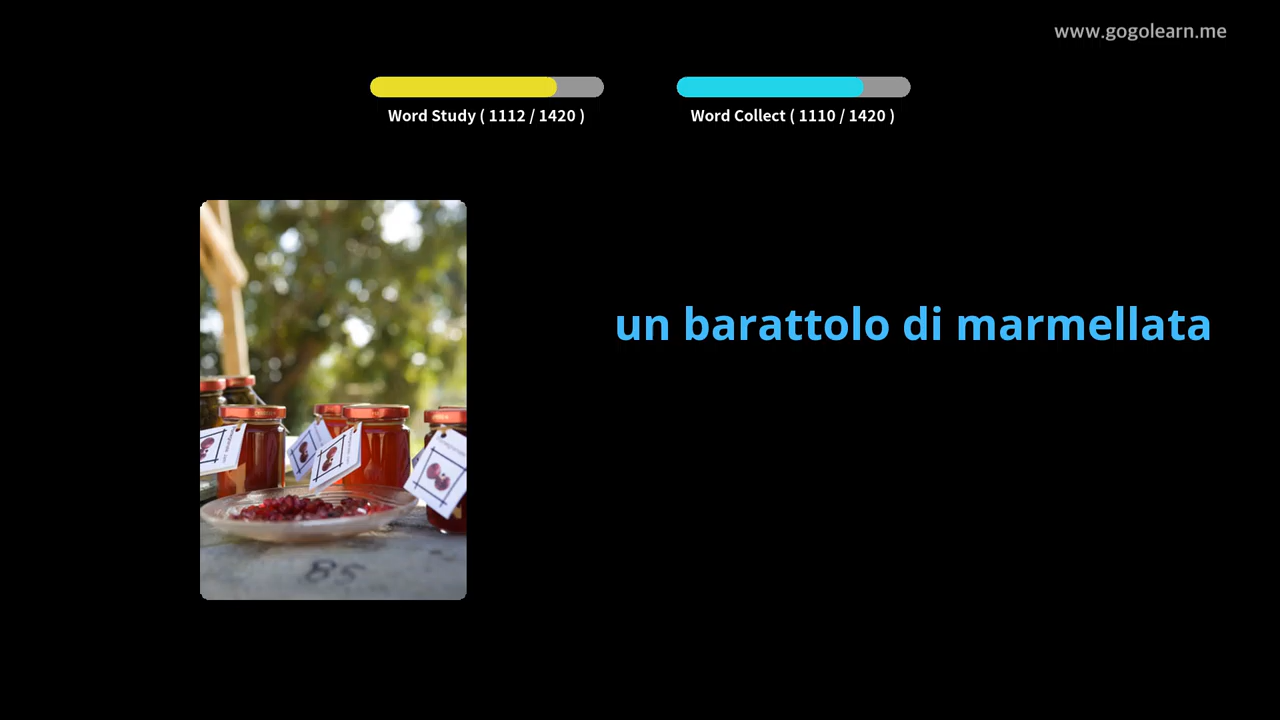 www.gogolearn.me
Word Study ( 1112 / 1420 )
Word Collect ( 1110 / 1420 )
un barattolo di marmellata
85